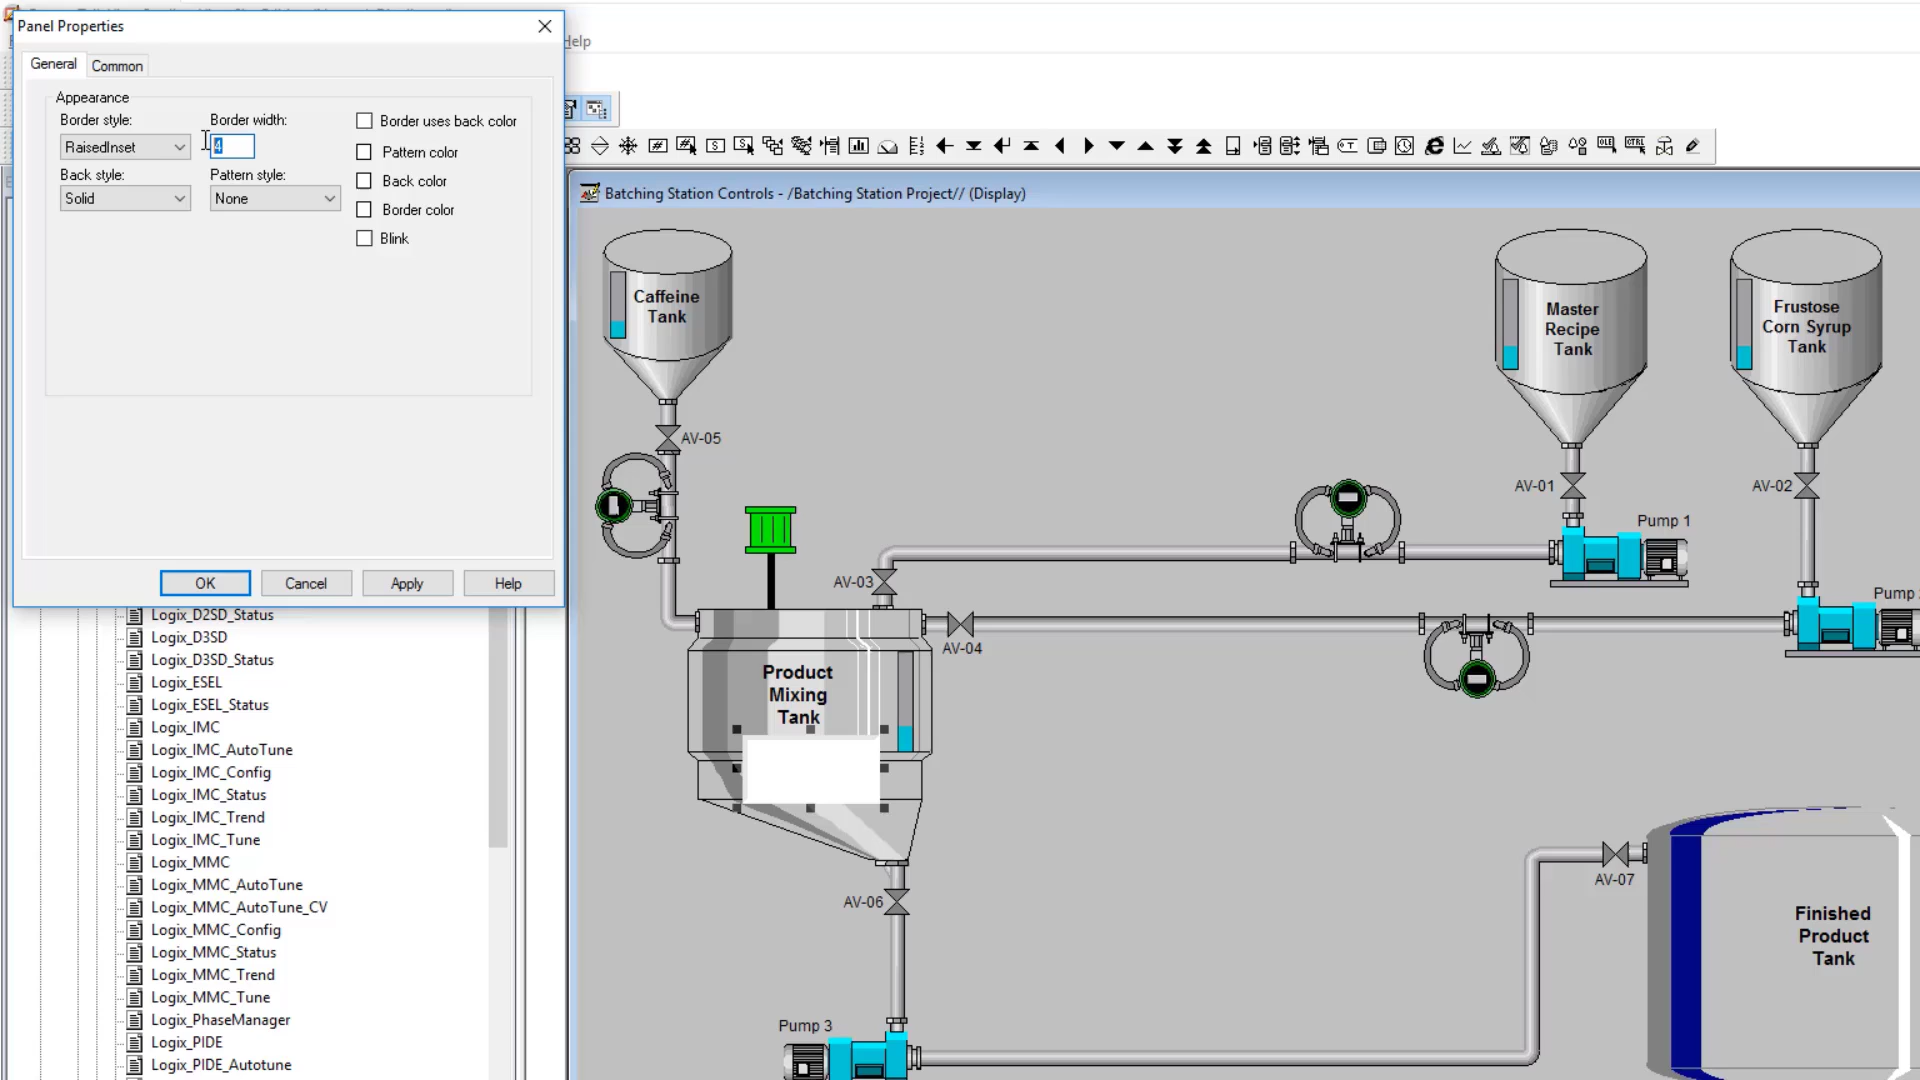 Panel Properties
Help
General
Common
Appearance
Border style:
Border width:
Border uses back color
RaisedInset
4
Pattern color
Back style:
Pattern style:
Back color
Solid
None
Border color
Blink
OK
Cancel
Apply
Help
Batching Station Controls - /Batching Station Project// (Display)
Caffeine
Tank
Master
Recipe
Tank
Frustose
Corn Syrup
Tank
AV-05
AV-01
AV-02
Pump 1
AV-03
Pump
AV-04
Product
Mixing
Tank
AV-06
AV-07
Finished
Product
Tank
Pump 3
Logix_D2SD_Status
Logix_D3SD
Logix_D3SD_Status
Logix_ESEL
Logix_ESEL_Status
Logix_IMC
Logix_IMC_AutoTune
Logix_IMC_Config
Logix_IMC_Status
Logix_IMC_Trend
Logix_IMC_Tune
Logix_MMC
Logix_MMC_AutoTune
Logix_MMC_AutoTune_CV
Logix_MMC_Config
Logix_MMC_Status
Logix_MMC_Trend
Logix_MMC_Tune
Logix_PhaseManager
Logix_PIDE
Logix_PIDE_Autotune